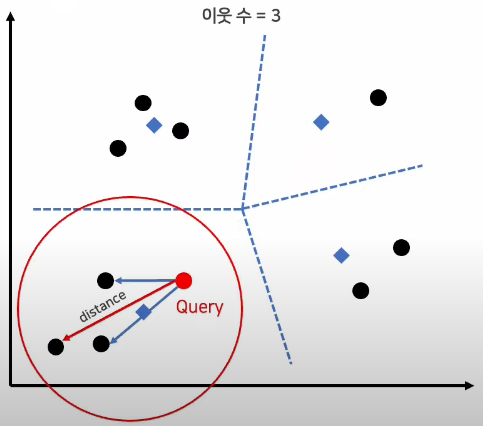 이웃 수 = 3
distance
Query